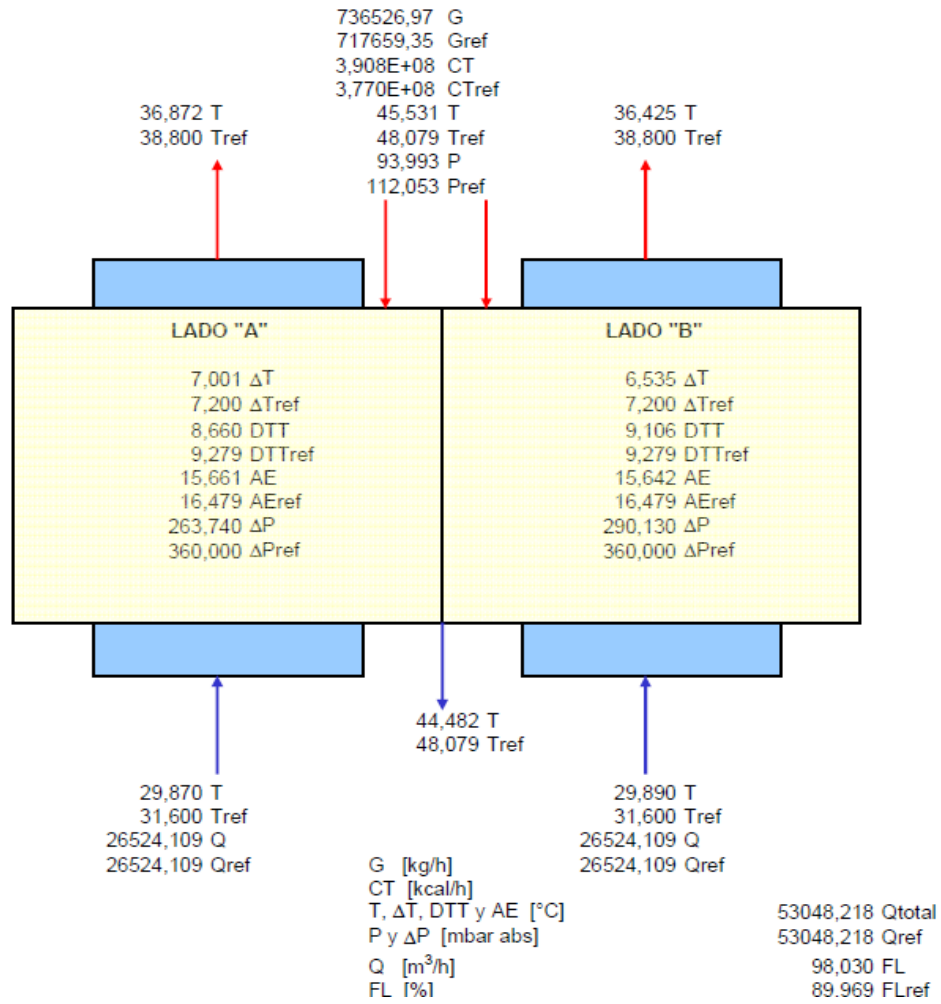 736526,97 G
717659,35 Gref
3,908E+08 CT
3,770E+08 CTref
36,872 T
38,800 Tref
45,531 T
48,079 Tref
93,993 P
112,053 Pref
36,425 T
38,800 Tref
LADO "A"
7,001 ΔT
7,200 ΔTref
8,660 DTT
9,279 DTTref
15,661 AE
16,479 AEref
263,740 ΔP
360,000 ΔPref
LADO "B"
6,535 ΔT
7,200 ΔTref
9,106 DTT
9,279 DTTref
15,642 AE
16,479 AEref
290,130 ΔP
360,000 ΔPref
44,482 T
48,079 Tref
29,870 T
31,600 Tref
26524,109 Q
26524,109 Qref
29,890 T
31,600 Tref
26524,109 Q
26524,109 Qref
G [kg/h]
CT [kcal/h]
T, ΔT, DTT y AE [°C]
P y ΔP [mbar abs]
Q [m³/h]
FL [%]
53048,218 Qtotal
53048,218 Qref
98,030 FL
89,969 FLref